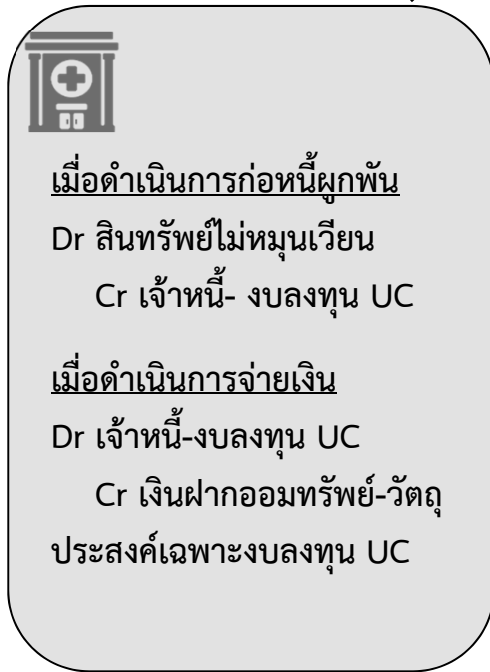 เมื่อดำเนินการก่อหนี้ผูกพัน
Dr สินทรัพย์ไม่หมุนเวียน
Cr เจ้าหนี้- งบลงทุน UC
เมื่อดำเนินการจ่ายเงิน
Dr เจ้าหนี้-งบลงทุน UC
Cr เงินฝากออมทรัพย์-วัตถุ
ประสงค์เฉพาะงบลงทุน UC